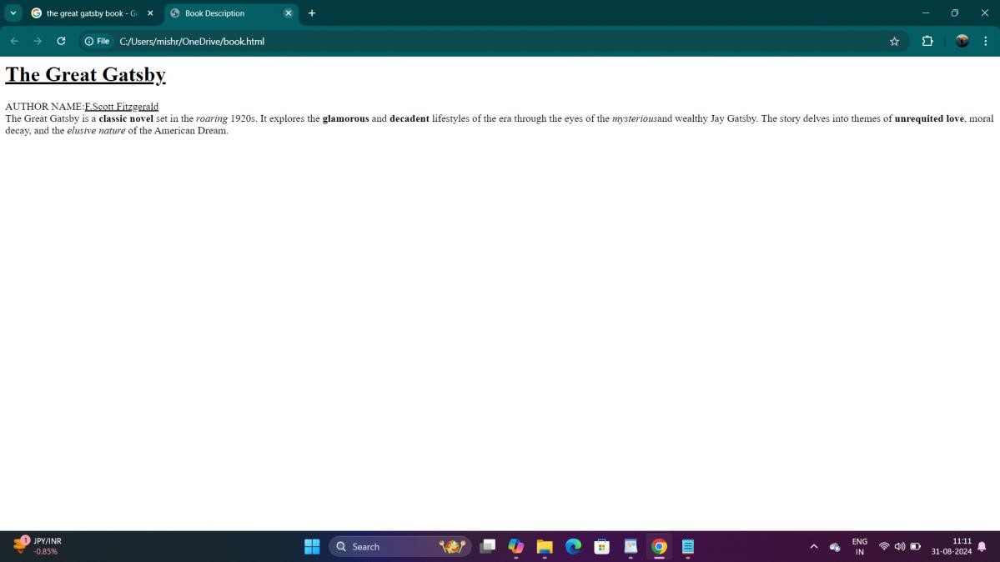 the great gatsby book - Go
Book Description
File C:/Users/mishr/OneDrive/book.html
The Great Gatsby
AUTHOR NAME:F.Scott Fitzgerald
The Great Gatsby is a classic novel set in the roaring 1920s. It explores the glamorous and decadent lifestyles of the era through the eyes of the mysteriousand wealthy Jay Gatsby. The story delves into themes of unrequited love, moral
decay, and the elusive nature of the American Dream.
1 JPY/INR
-0.85%
Search
ENG
IN
11:11
31-08-2024